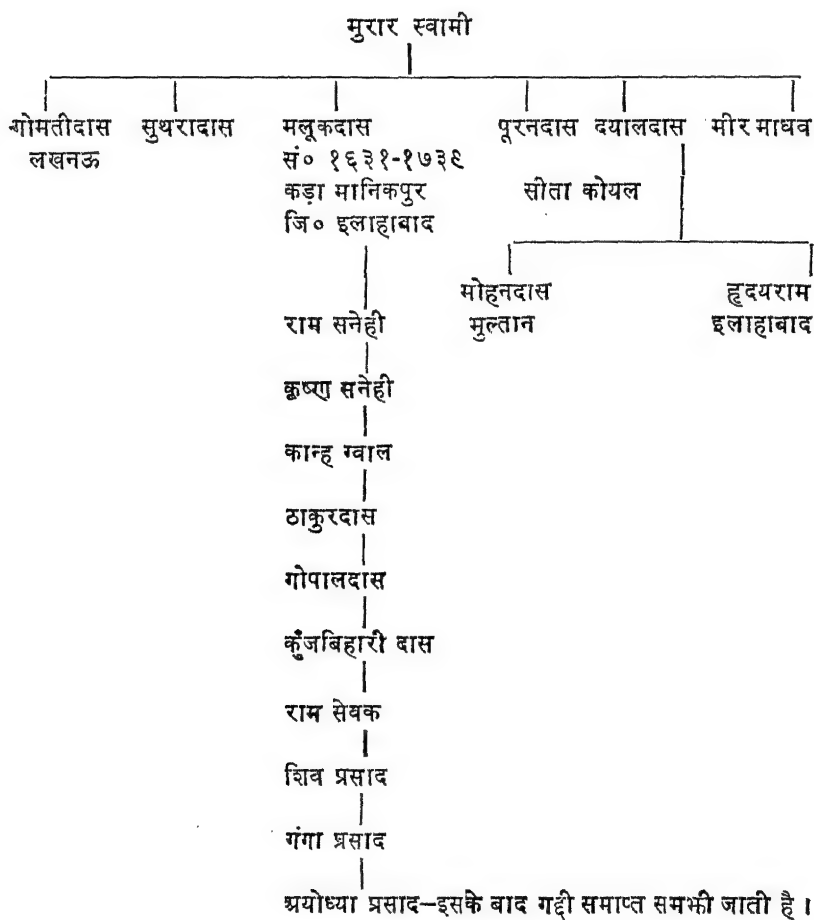 मुरार स्वामी
गोमतीदास सुथरादास मलूकदास पूरनदास दयालदास मीर माधव
लखनऊ सं० १६३१-१७३९
कड़ा मानिकपुर सीता कोयल
जि० इलाहाबाद
मोहनदास हृदयराम
मुल्तान इलाहाबाद
राम सनेही
कृष्ण सनेही
कान्ह ग्वाल
ठाकुरदास
गोपालदास
कुँजबिहारी दास
राम सेवक
शिव प्रसाद
गंगा प्रसाद
अयोध्या प्रसाद–इसके बाद गद्दी समाप्त समझी जाती है।